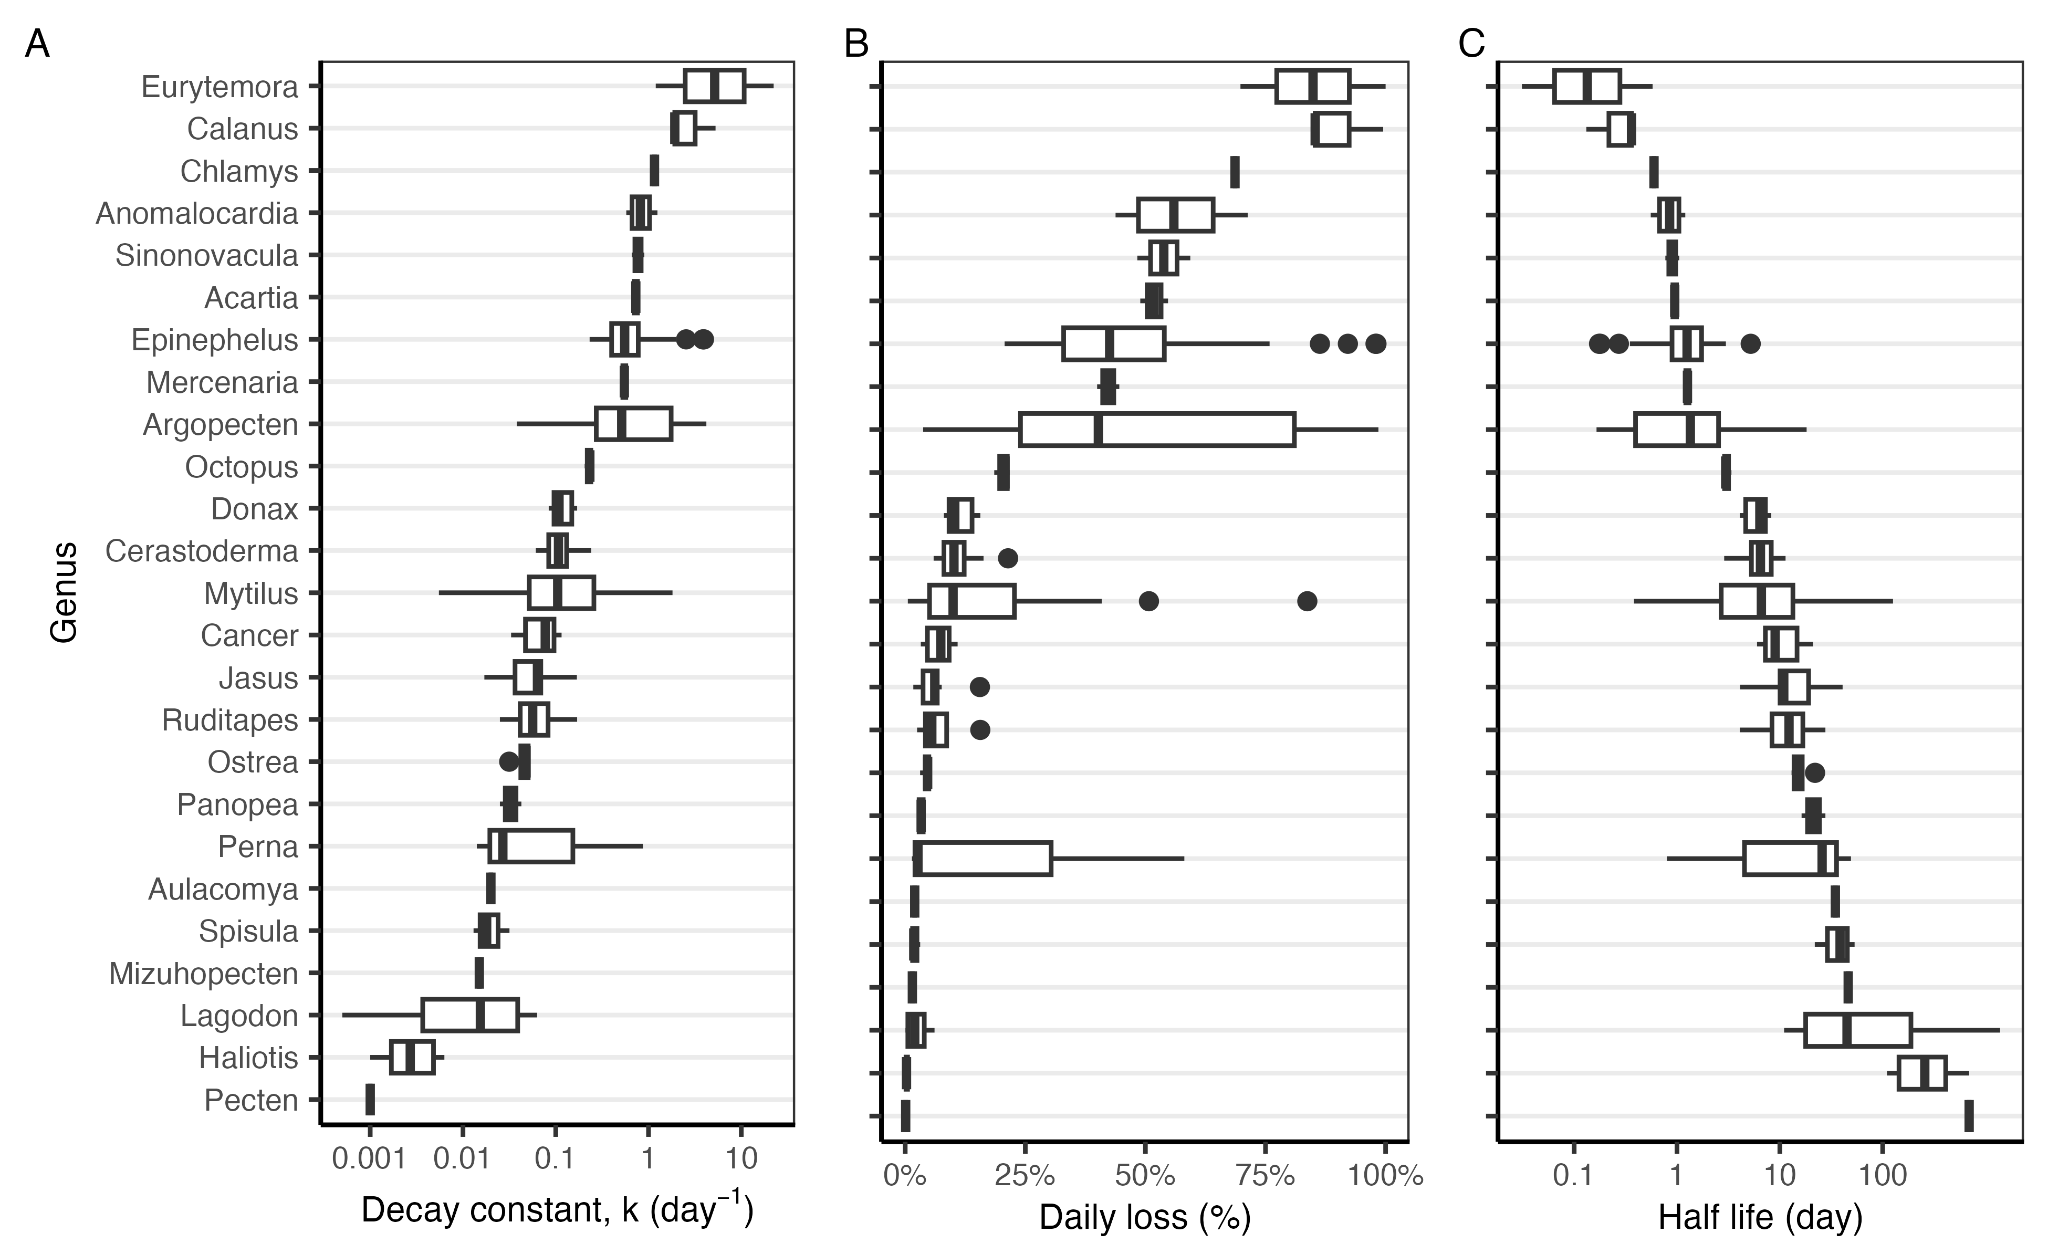 A
B
C
Genus
Eurytemora
Calanus
Chlamys
Anomalocardia
Sinonovacula
Acartia
Epinephelus
Mercenaria
Argopecten
Octopus
Donax
Cerastoderma
Mytilus
Cancer
Jasus
Ruditapes
Ostrea
Panopea
Perna
Aulacomya
Spisula
Mizuhopecten
Lagodon
Haliotis
Pecten
0.001 0.01 0.1 1 10
Decay constant, k (day⁻¹)
0% 25% 50% 75% 100%
Daily loss (%)
0.1 1 10 100
Half life (day)